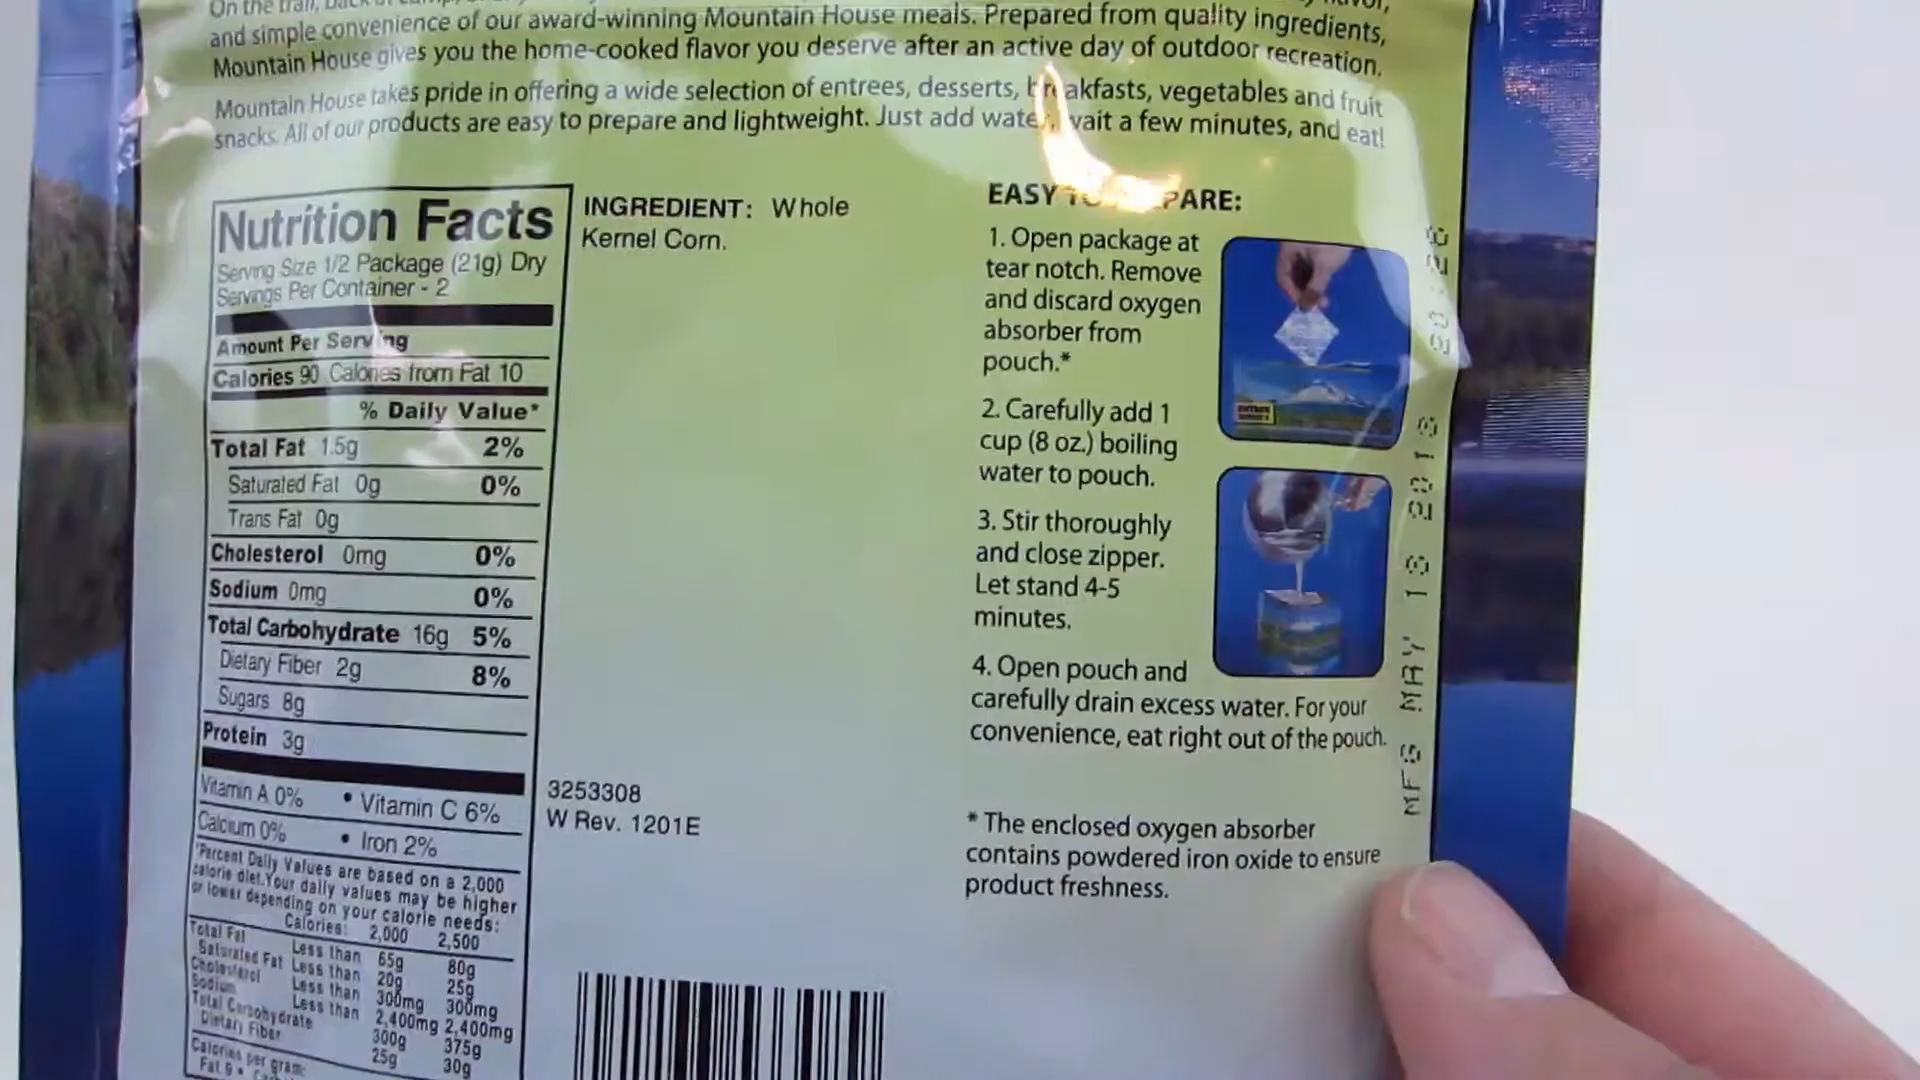 On the trail,
and simple convenience of our award-winning Mountain House meals. Prepared from quality ingredients,
Mountain House gives you the home-cooked flavor you deserve after an active day of outdoor recreation.
Mountain House takes pride in offering a wide selection of entrees, desserts, breakfasts, vegetables and fruit
snacks. All of our products are easy to prepare and lightweight. Just add water, wait a few minutes, and eat!
Nutrition Facts
Serving Size 1/2 Package (21g) Dry
Servings Per Container - 2
Amount Per Serving
Calories 90 Calories from Fat 10
% Daily Value*
Total Fat 1.5g 2%
Saturated Fat 0g 0%
Trans Fat 0g
Cholesterol 0mg 0%
Sodium 0mg 0%
Total Carbohydrate 16g 5%
Dietary Fiber 2g 8%
Sugars 8g
Protein 3g
Vitamin A 0% • Vitamin C 6%
Calcium 0% • Iron 2%
*Percent Daily Values are based on a 2,000
calorie diet.Your daily values may be higher
or lower depending on your calorie needs:
Calories: 2,000 2,500
Total Fat Less than 65g 80g
Saturated Fat Less than 20g 25g
Cholesterol Less than 300mg 300mg
Sodium Less than 2,400mg 2,400mg
Total Carbohydrate 300g 375g
Dietary Fiber 25g 30g
Calories per gram:
Fat 9 •
INGREDIENT: Whole
Kernel Corn.
3253308
W Rev. 1201E
EASY TO PREPARE:
1. Open package at
tear notch. Remove
and discard oxygen
absorber from
pouch.*
2. Carefully add 1
cup (8 oz.) boiling
water to pouch.
3. Stir thoroughly
and close zipper.
Let stand 4-5
minutes.
4. Open pouch and
carefully drain excess water. For your
convenience, eat right out of the pouch.
* The enclosed oxygen absorber
contains powdered iron oxide to ensure
product freshness.
MFG MAY